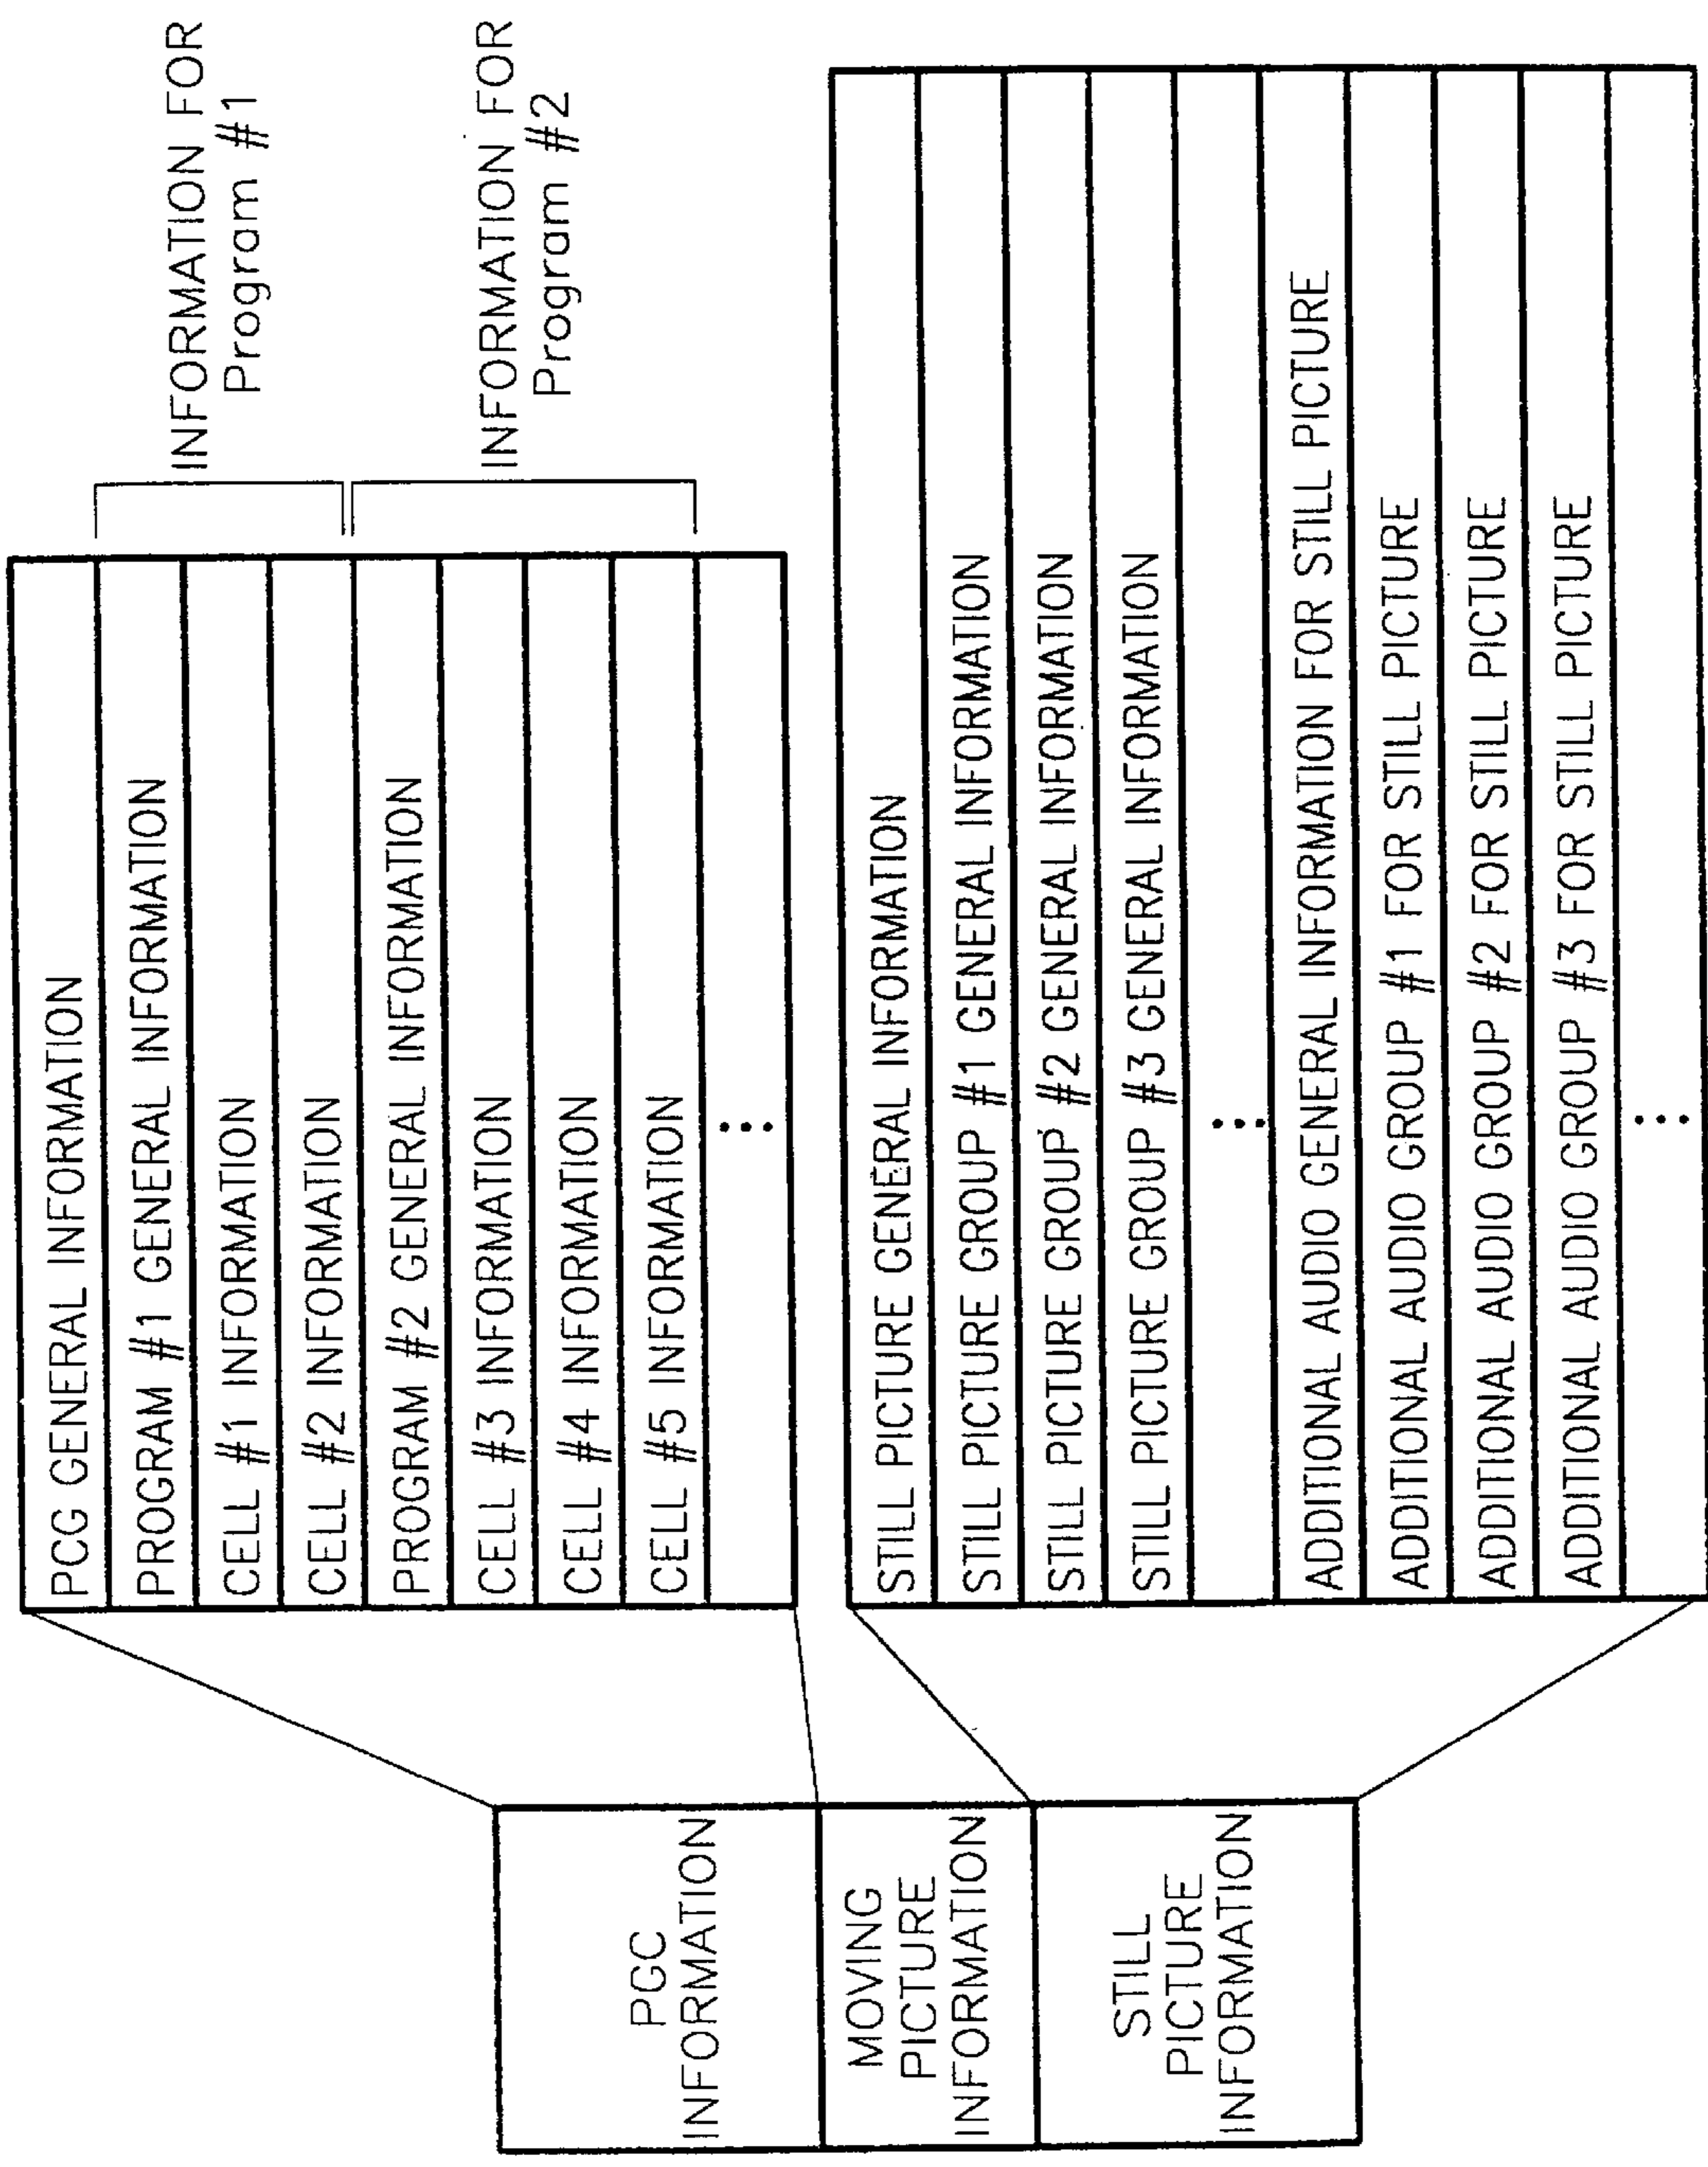 PGC
INFORMATION
MOVING
PICTURE
INFORMATION
STILL
PICTURE
INFORMATION
PCG GENERAL INFORMATION
PROGRAM #1 GENERAL INFORMATION
CELL #1 INFORMATION
CELL #2 INFORMATION
PROGRAM #2 GENERAL INFORMATION
CELL #3 INFORMATION
CELL #4 INFORMATION
CELL #5 INFORMATION
...
INFORMATION FOR
Program #1
INFORMATION FOR
Program #2
STILL PICTURE GENERAL INFORMATION
STILL PICTURE GROUP #1 GENERAL INFORMATION
STILL PICTURE GROUP #2 GENERAL INFORMATION
STILL PICTURE GROUP #3 GENERAL INFORMATION
...
ADDITIONAL AUDIO GENERAL INFORMATION FOR STILL PICTURE
ADDITIONAL AUDIO GROUP #1 FOR STILL PICTURE
ADDITIONAL AUDIO GROUP #2 FOR STILL PICTURE
ADDITIONAL AUDIO GROUP #3 FOR STILL PICTURE
...